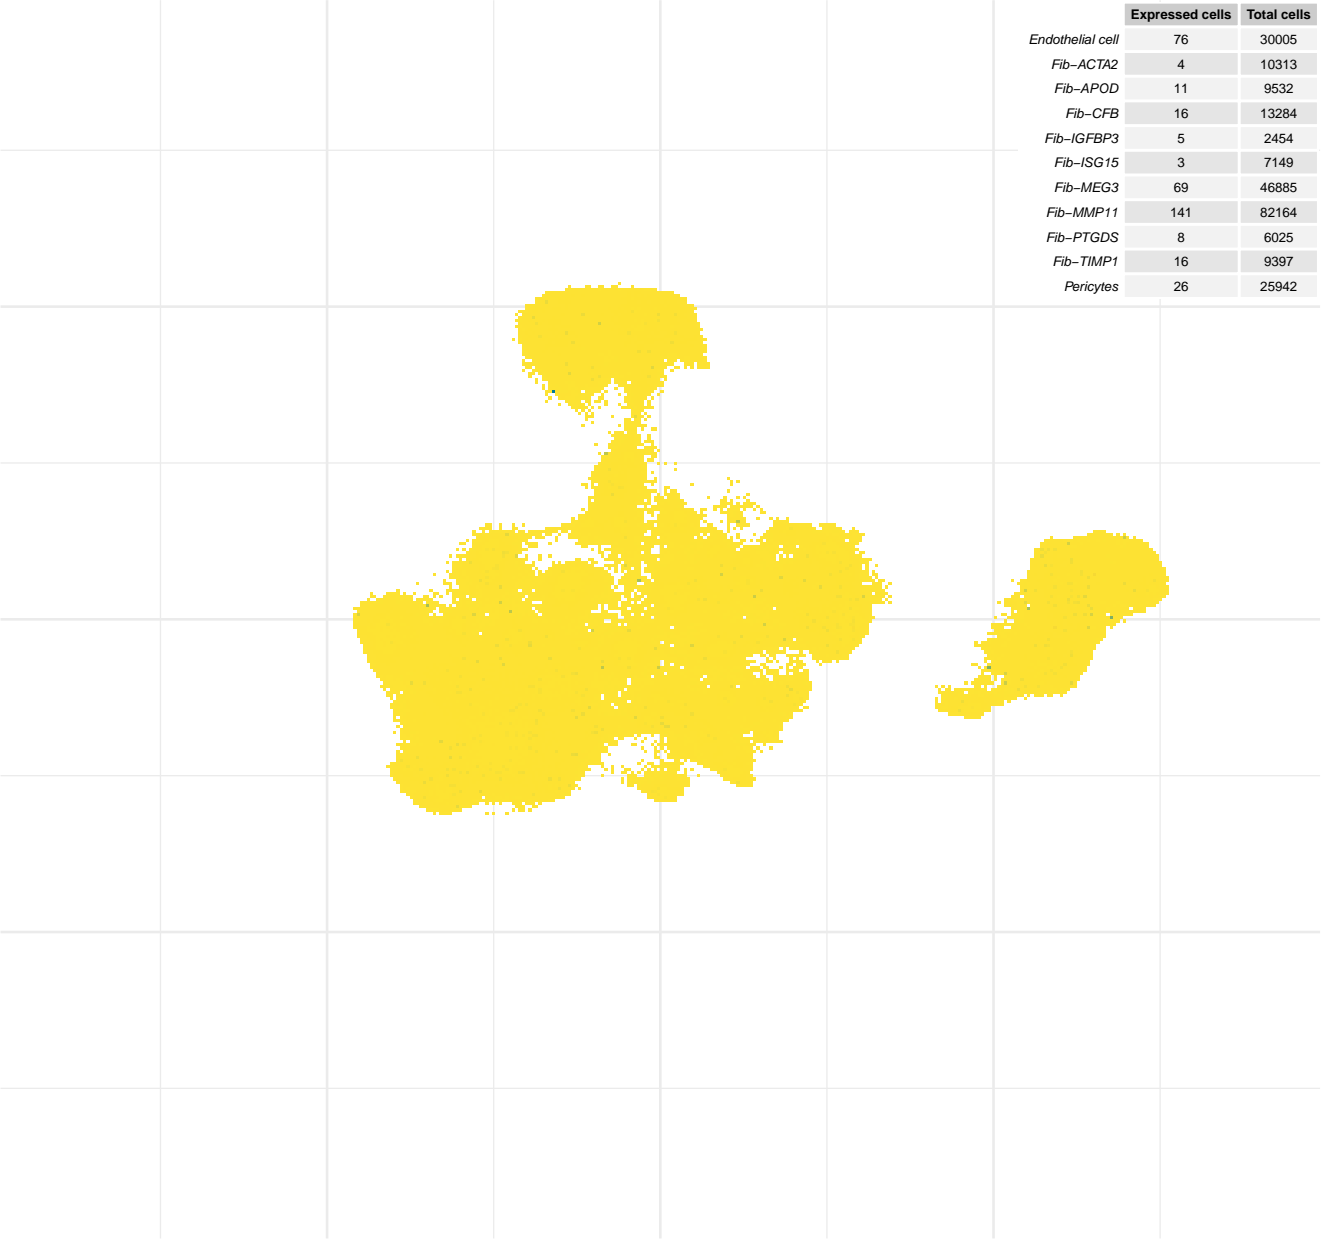 Expressed cells Total cells
Endothelial cell 76 30005
Fib−ACTA2 4 10313
Fib−APOD 11 9532
Fib−CFB 16 13284
Fib−IGFBP3 5 2454
Fib−ISG15 3 7149
Fib−MEG3 69 46885
Fib−MMP11 141 82164
Fib−PTGDS 8 6025
Fib−TIMP1 16 9397
Pericytes 26 25942